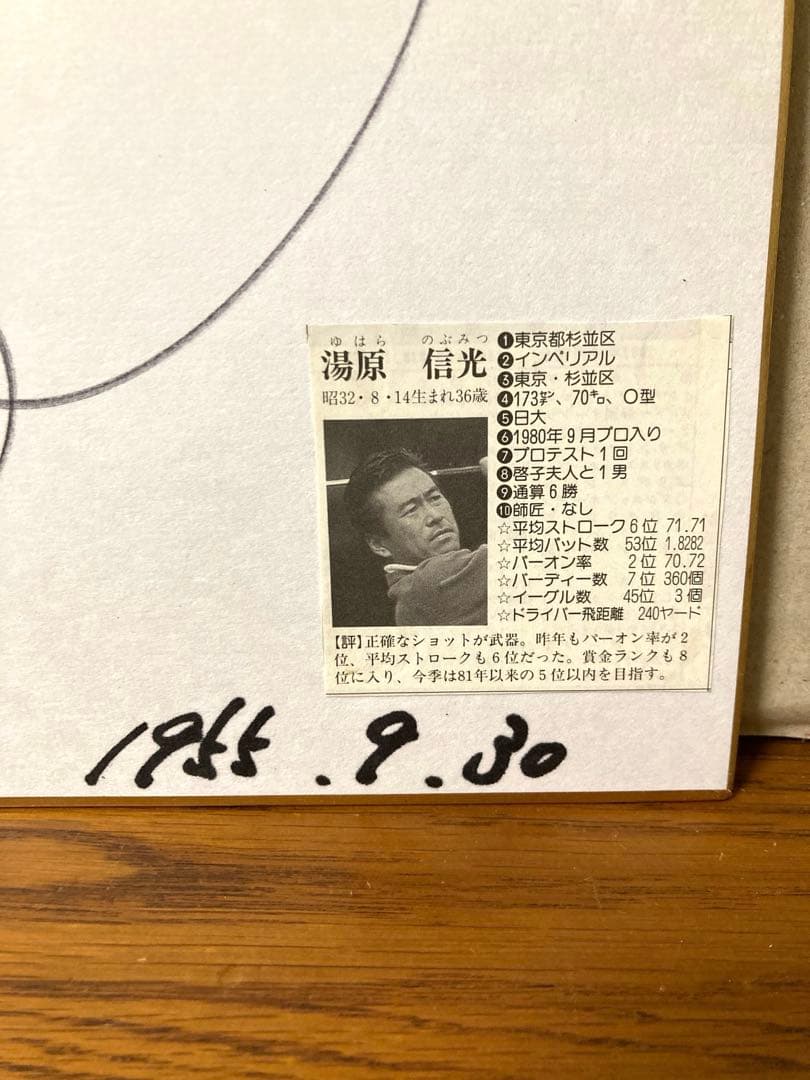 ゆはら のぶみつ
湯原 信光
昭32・8・14生まれ36歳
❶東京都杉並区
❷インペリアル
❸東京・杉並区
❹173㌢、70㌔、O型
❺日大
❻1980年9月プロ入り
❼プロテスト1回
❽啓子夫人と1男
❾通算6勝
❿師匠・なし
☆平均ストローク6位 71.71
☆平均パット数 53位 1.8282
☆パーオン率 2位 70.72
☆バーディー数 7位 360個
☆イーグル数 45位 3個
☆ドライバー飛距離 240ヤード
【評】正確なショットが武器。昨年もパーオン率が2
位、平均ストロークも6位だった。賞金ランクも8
位に入り、今季は81年以来の5位以内を目指す。
1955.9.30